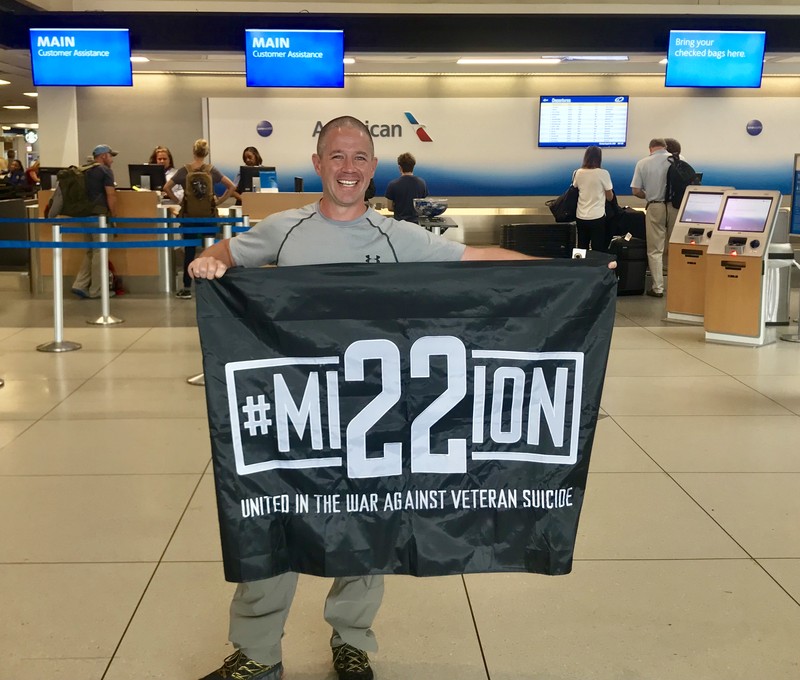 MAIN
Customer Assistance
MAIN
Customer Assistance
Bring your
checked bags here.
American
#MI22ION
UNITED IN THE WAR AGAINST VETERAN SUICIDE